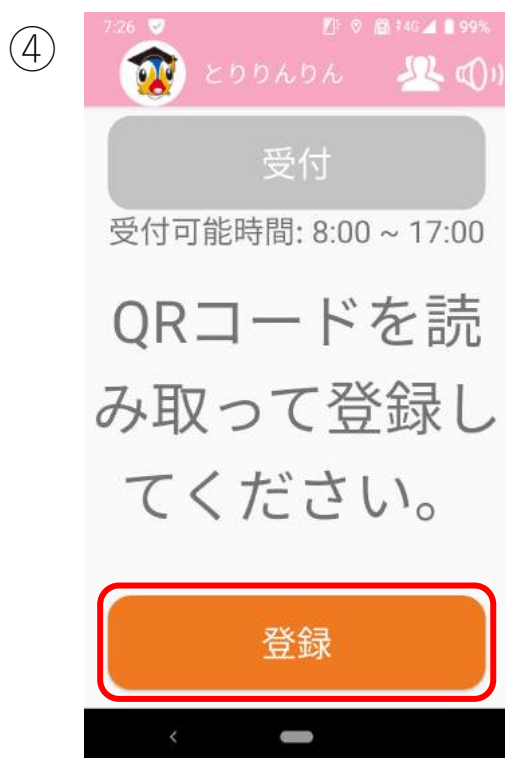 ④
7:26 4G 99%
とりりんりん
受付
受付可能時間: 8:00 ~ 17:00
QRコードを読
み取って登録し
てください。
登録